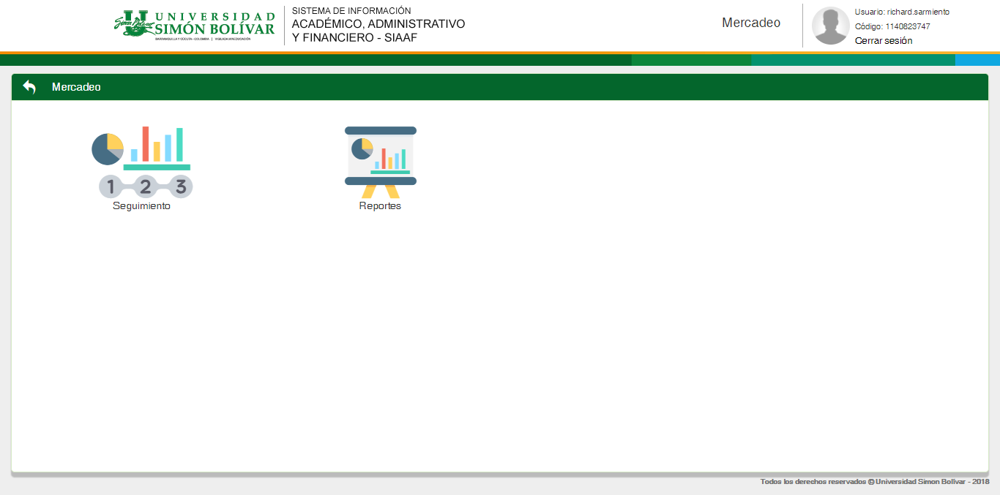 UNIVERSIDAD
SIMÓN BOLÍVAR
BARRANQUILLA Y CÚCUTA - COLOMBIA | VIGILADA MINEDUCACIÓN
SISTEMA DE INFORMACIÓN
ACADÉMICO, ADMINISTRATIVO
Y FINANCIERO - SIAAF
Mercadeo
Usuario: richard.sarmiento
Código: 1140823747
Cerrar sesión
Mercadeo
1 2 3
Seguimiento
Reportes
Todos los derechos reservados @ Universidad Simon Bolívar - 2018